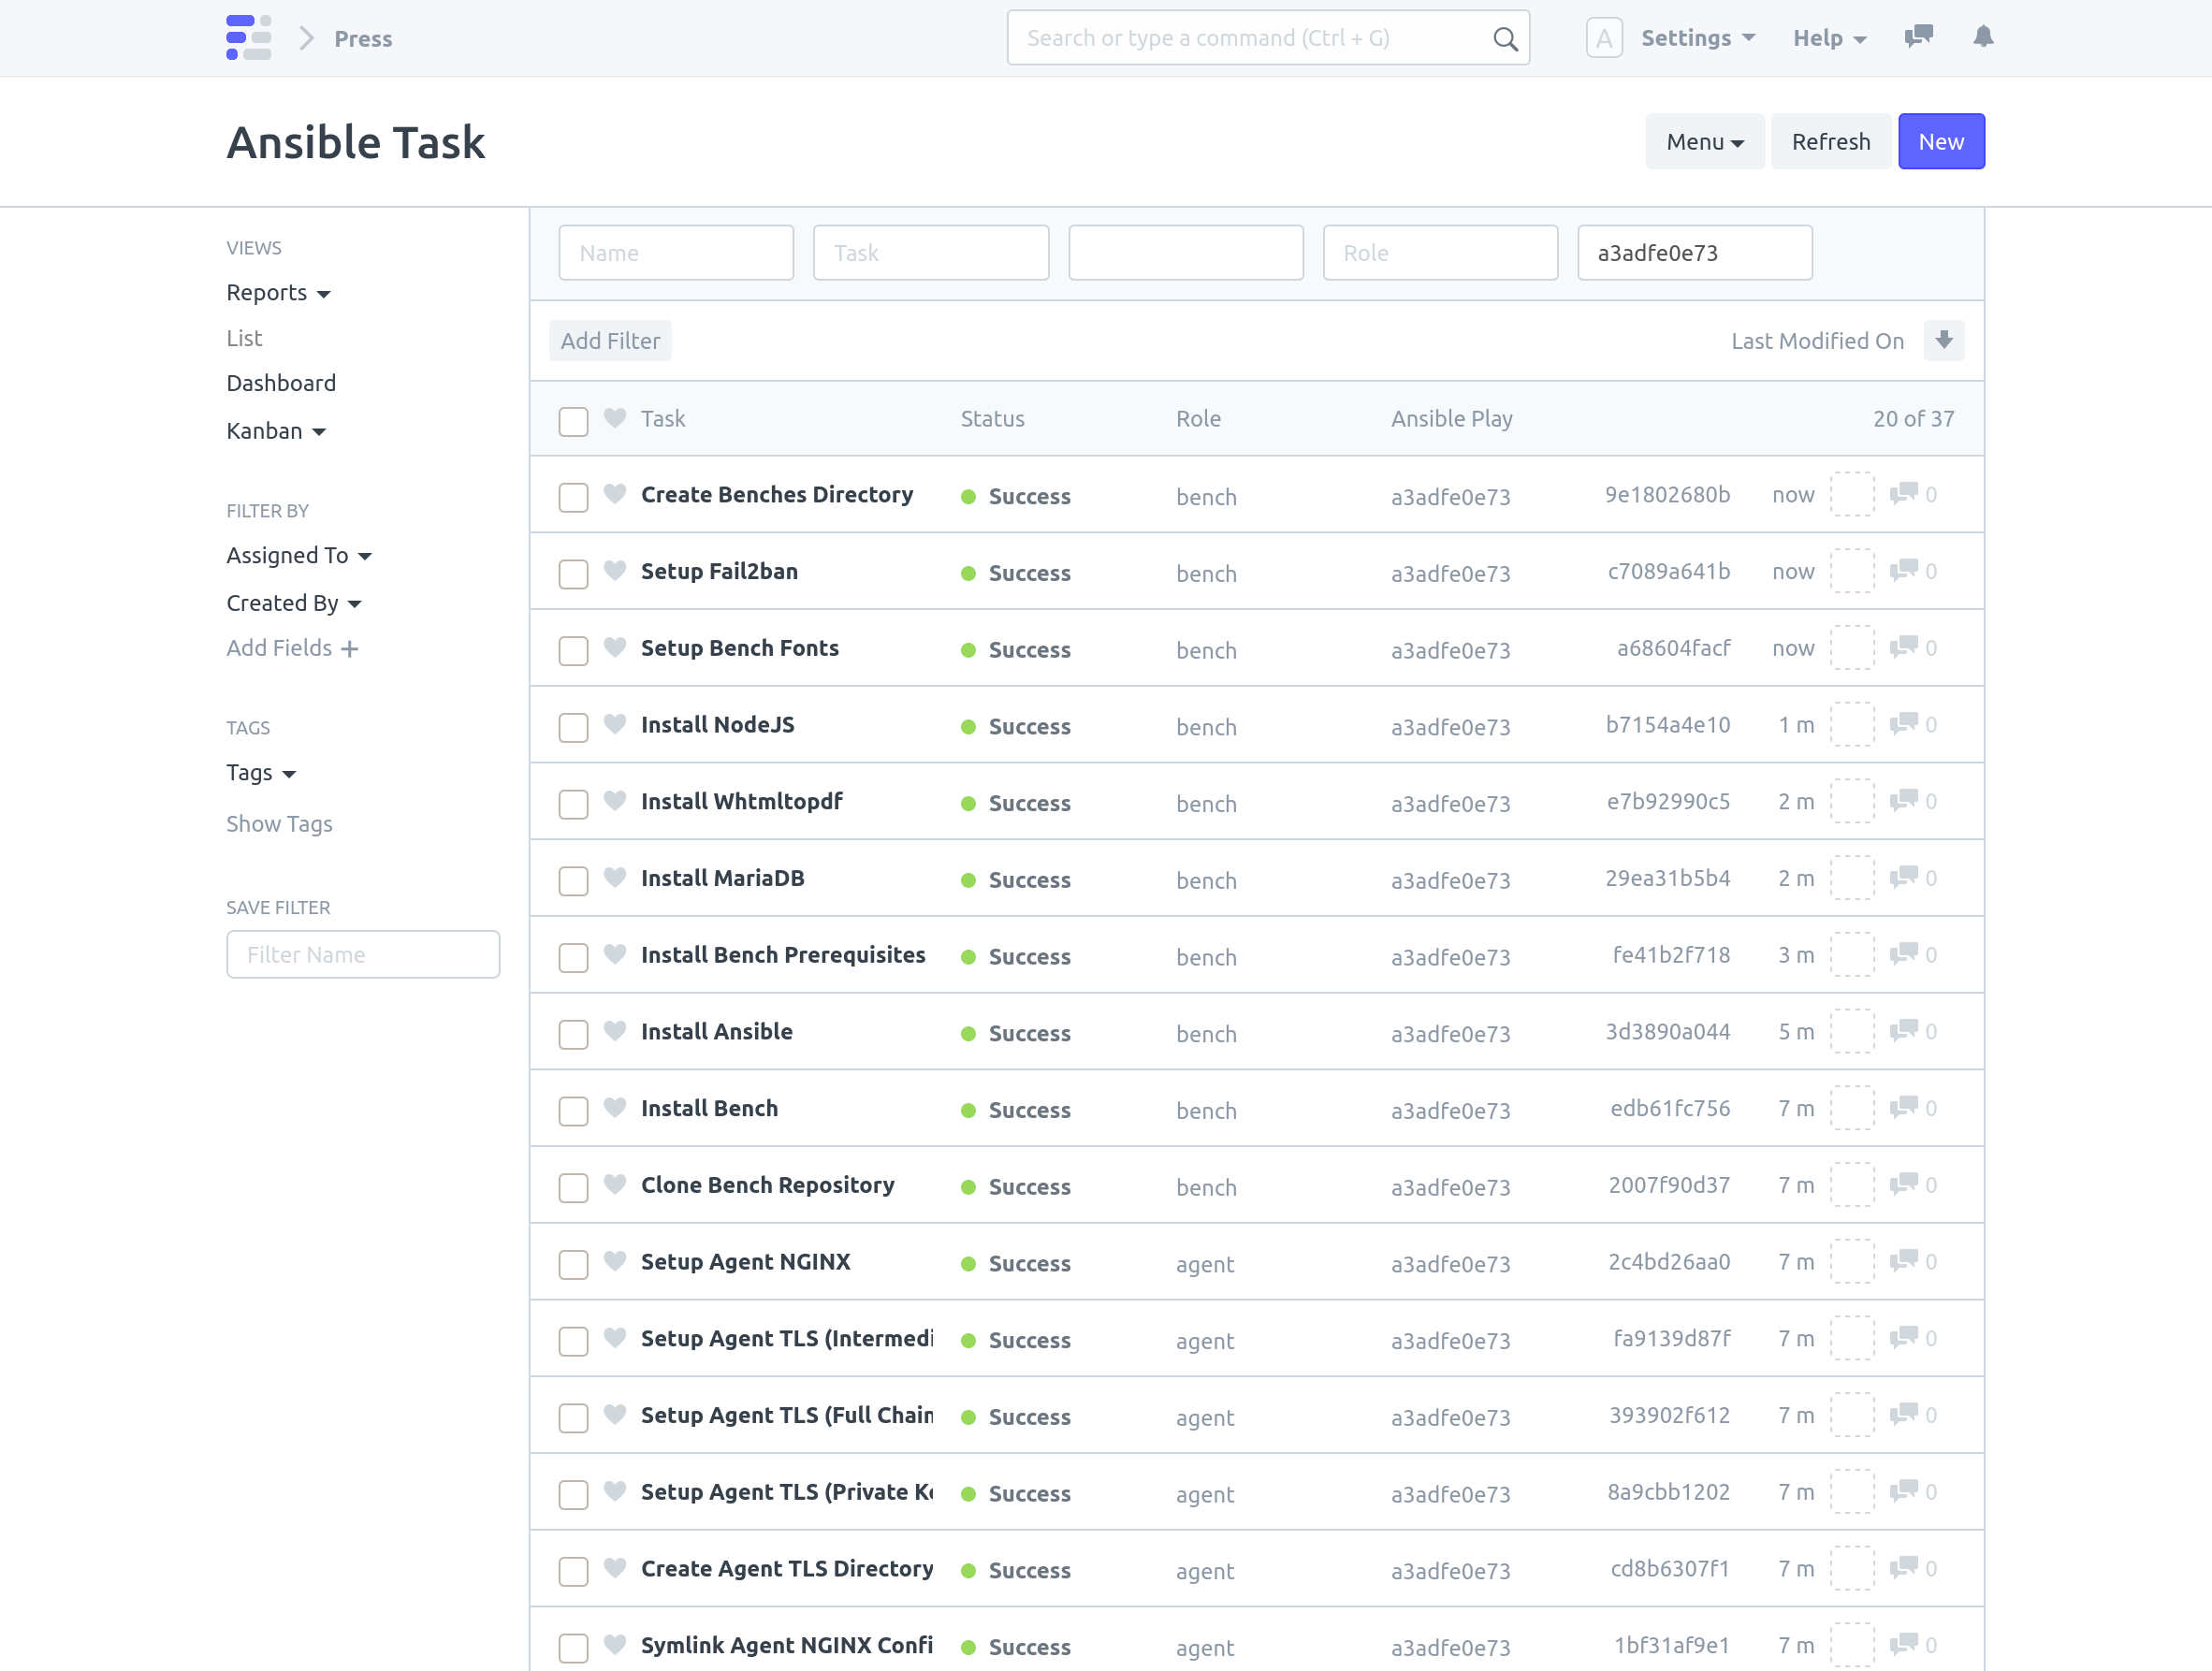 Press
Search or type a command (Ctrl + G)
A
Settings
Help
Ansible Task
Menu
Refresh
New
VIEWS
Reports
List
Dashboard
Kanban
FILTER BY
Assigned To
Created By
Add Fields
TAGS
Tags
Show Tags
SAVE FILTER
Filter Name
Name
Task
Role
a3adfe0e73
Add Filter
Last Modified On
Task Status Role Ansible Play 20 of 37
Create Benches Directory Success bench a3adfe0e73 9e1802680b now 0
Setup Fail2ban Success bench a3adfe0e73 c7089a641b now 0
Setup Bench Fonts Success bench a3adfe0e73 a68604facf now 0
Install NodeJS Success bench a3adfe0e73 b7154a4e10 1 m 0
Install Whtmltopdf Success bench a3adfe0e73 e7b92990c5 2 m 0
Install MariaDB Success bench a3adfe0e73 29ea31b5b4 2 m 0
Install Bench Prerequisites Success bench a3adfe0e73 fe41b2f718 3 m 0
Install Ansible Success bench a3adfe0e73 3d3890a044 5 m 0
Install Bench Success bench a3adfe0e73 edb61fc756 7 m 0
Clone Bench Repository Success bench a3adfe0e73 2007f90d37 7 m 0
Setup Agent NGINX Success agent a3adfe0e73 2c4bd26aa0 7 m 0
Setup Agent TLS (Intermedi Success agent a3adfe0e73 fa9139d87f 7 m 0
Setup Agent TLS (Full Chain Success agent a3adfe0e73 393902f612 7 m 0
Setup Agent TLS (Private Ke Success agent a3adfe0e73 8a9cbb1202 7 m 0
Create Agent TLS Directory Success agent a3adfe0e73 cd8b6307f1 7 m 0
Symlink Agent NGINX Confi Success agent a3adfe0e73 1bf31af9e1 7 m 0